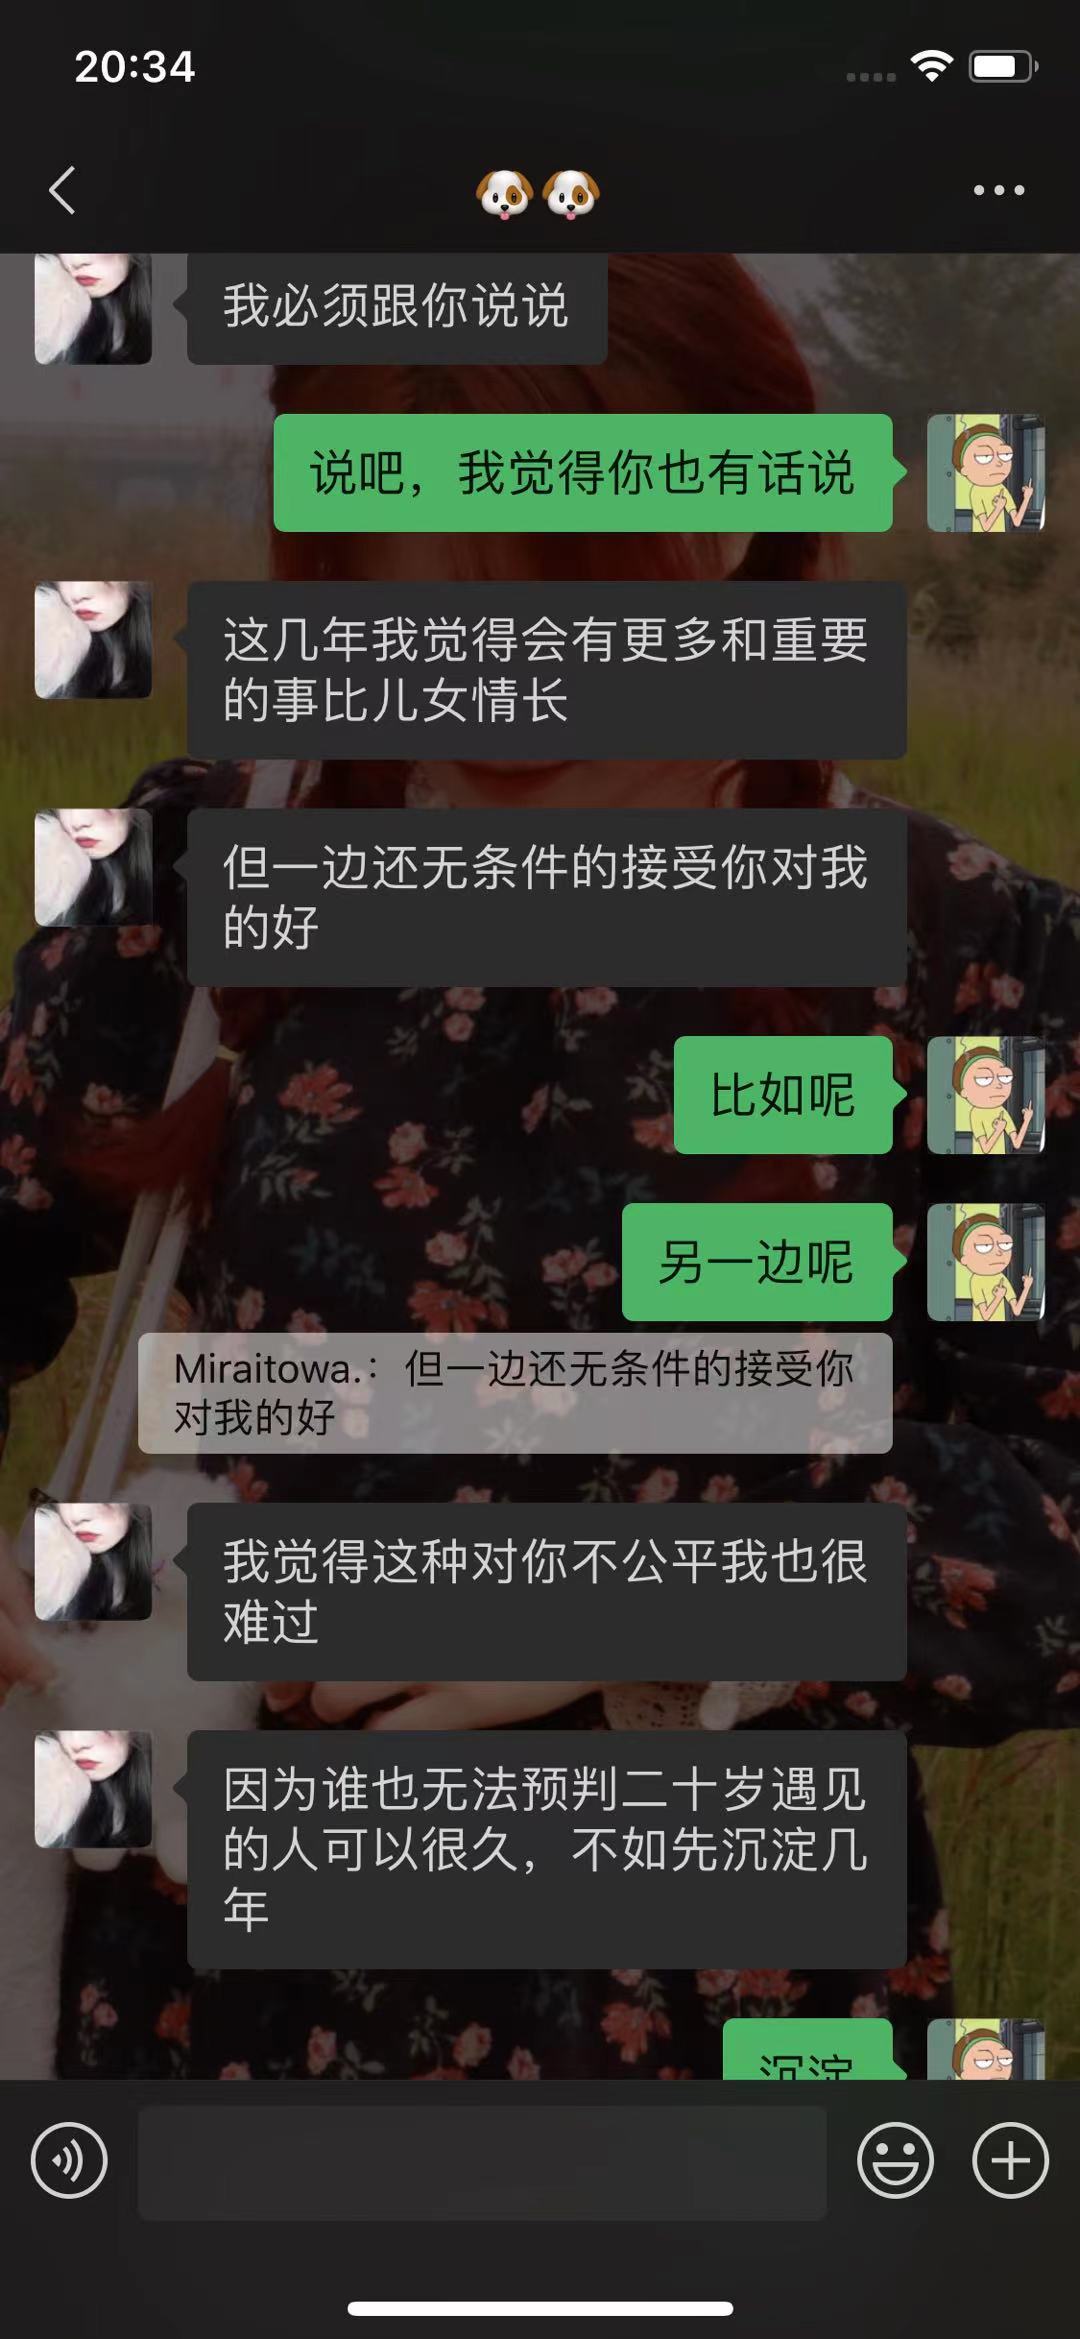 20:34
🐶🐶
我必须跟你说说
说吧，我觉得你也有话说
这几年我觉得会有更多和重要
的事比儿女情长
但一边还无条件的接受你对我
的好
比如呢
另一边呢
Miraitowa.：但一边还无条件的接受你
对我的好
我觉得这种对你不公平我也很
难过
因为谁也无法预判二十岁遇见
的人可以很久，不如先沉淀几
年
沉淀